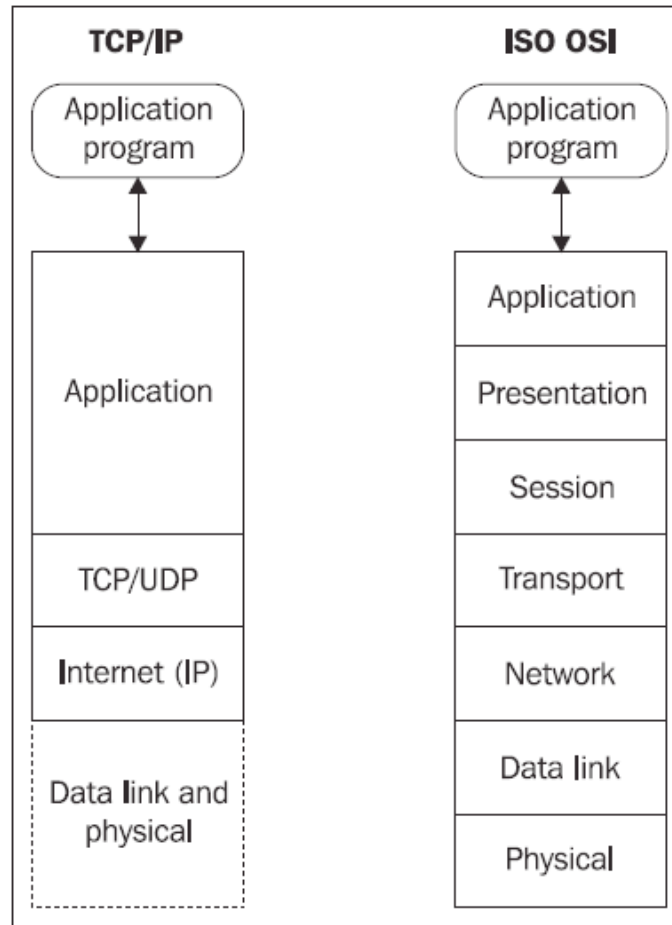 TCP/IP
Application
program
Application
TCP/UDP
Internet (IP)
Data link and
physical
ISO OSI
Application
program
Application
Presentation
Session
Transport
Network
Data link
Physical